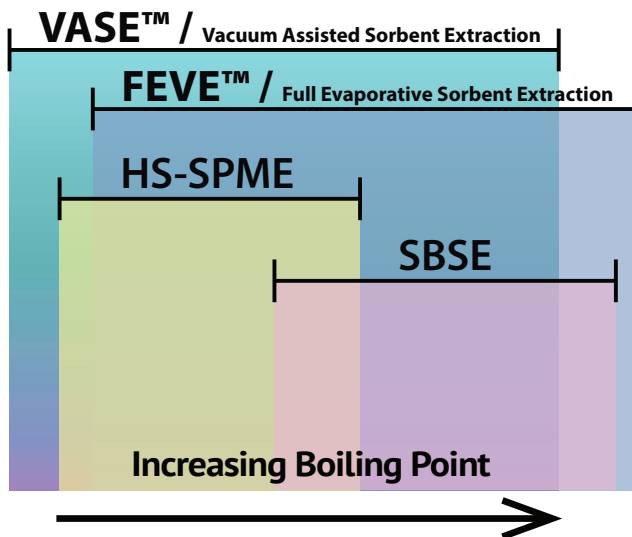 VASE™ / Vacuum Assisted Sorbent Extraction
FEVE™ / Full Evaporative Sorbent Extraction
HS-SPME
SBSE
Increasing Boiling Point